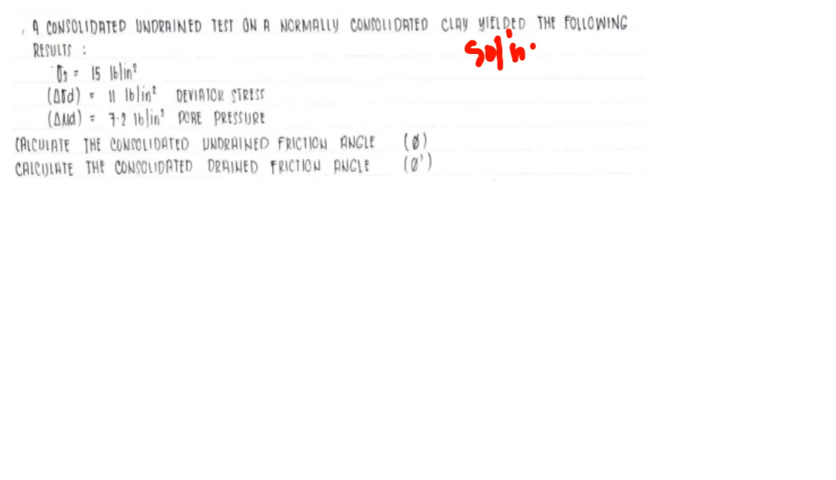 A CONSOLIDATED UNDRAINED TEST ON A NORMALLY CONSOLIDATED CLAY YIELDED THE FOLLOWING
Sol'n.
RESULTS :
σ₃ = 15 lb/in²
(Δσd) = 11 lb/in² DEVIATOR STRESS
(Δμd) = 7.2 lb/in² PORE PRESSURE
CALCULATE THE CONSOLIDATED UNDRAINED FRICTION ANGLE (ø)
CALCULATE THE CONSOLIDATED DRAINED FRICTION ANGLE (ø')